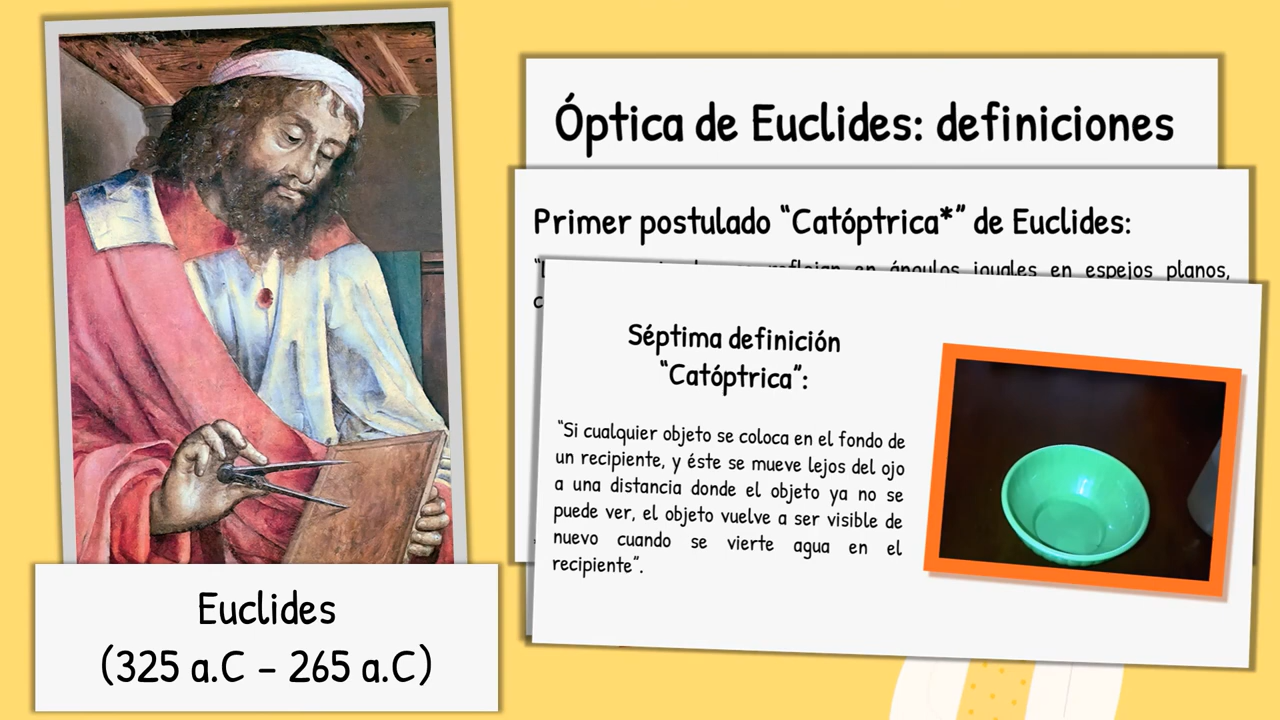 Óptica de Euclides: definiciones
Primer postulado “Catóptrica*” de Euclides:
reflejan en ángulos iguales en espejos planos,
Séptima definición
“Catóptrica”:
“Si cualquier objeto se coloca en el fondo de
un recipiente, y éste se mueve lejos del ojo
a una distancia donde el objeto ya no se
puede ver, el objeto vuelve a ser visible de
nuevo cuando se vierte agua en el
recipiente”.
Euclides
(325 a.C – 265 a.C)